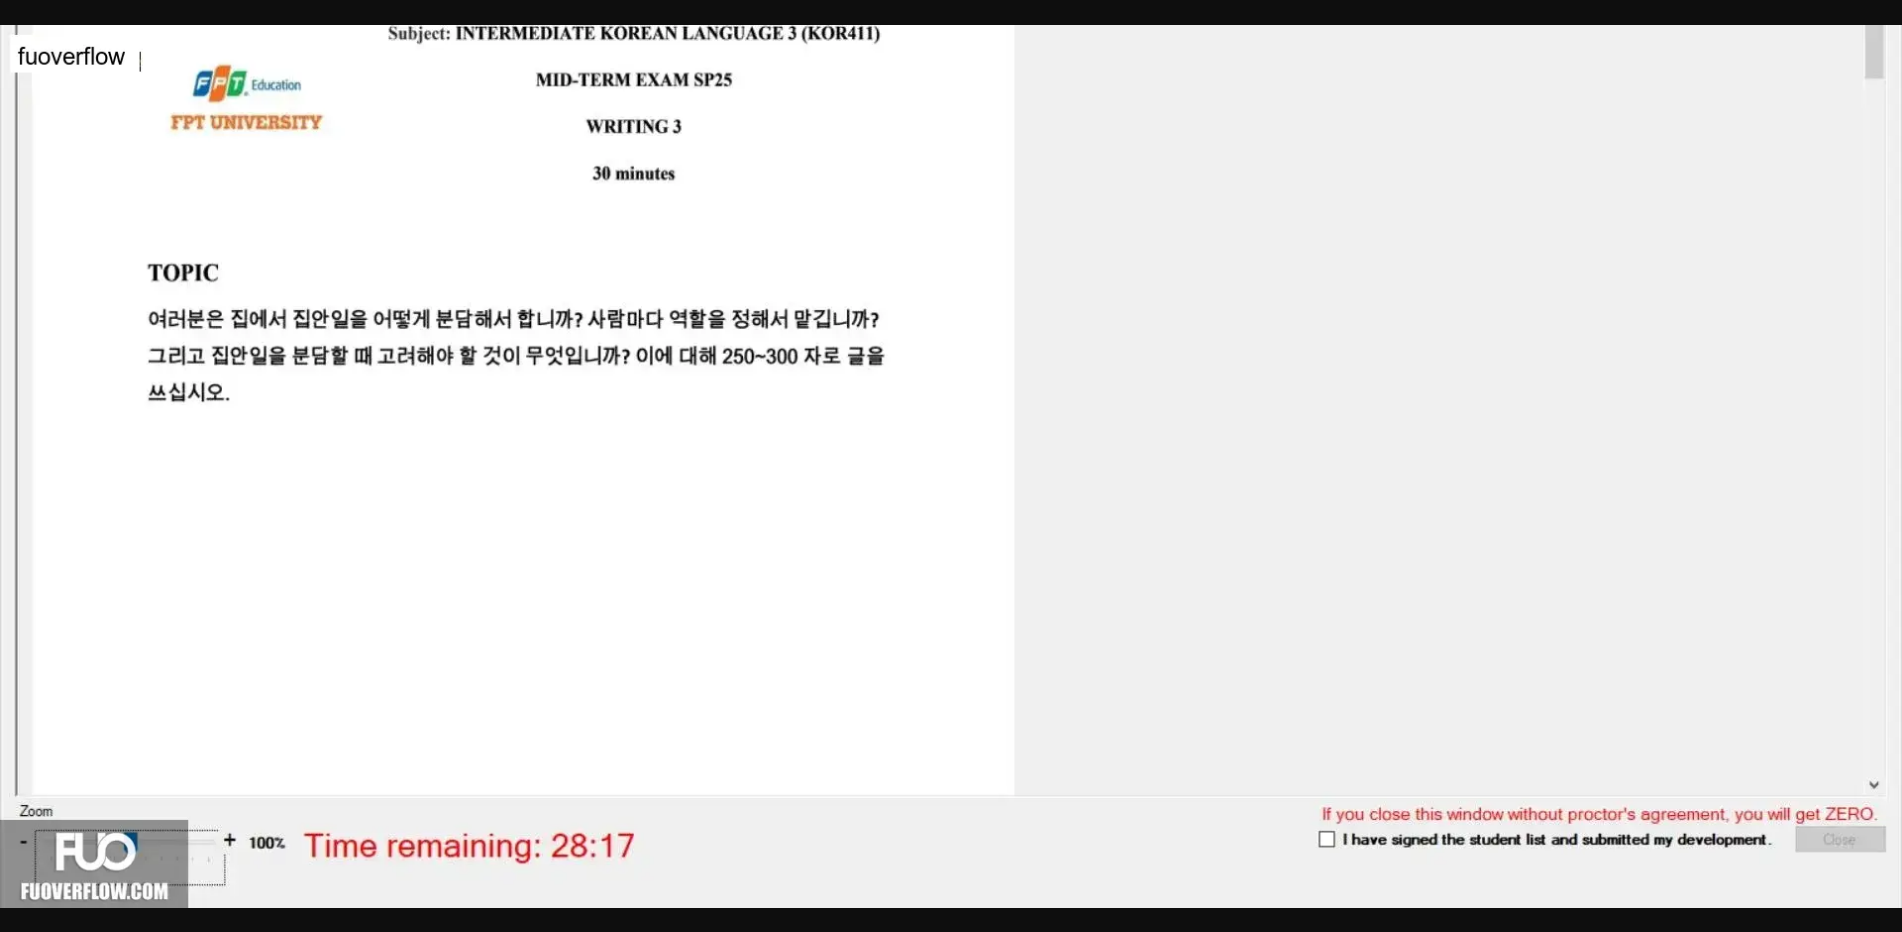 Subject: INTERMEDIATE KOREAN LANGUAGE 3 (KOR411)
fuoverflow
FPT Education
MID-TERM EXAM SP25
FPT UNIVERSITY
WRITING 3
30 minutes
TOPIC
여러분은 집에서 집안일을 어떻게 분담해서 합니까? 사람마다 역할을 정해서 맡깁니까?
그리고 집안일을 분담할 때 고려해야 할 것이 무엇입니까? 이에 대해 250~300 자로 글을
쓰십시오.
Zoom
- + 100%
Time remaining: 28:17
If you close this window without proctor's agreement, you will get ZERO.
I have signed the student list and submitted my development.
Close
FUO
FUOVERFLOW.COM